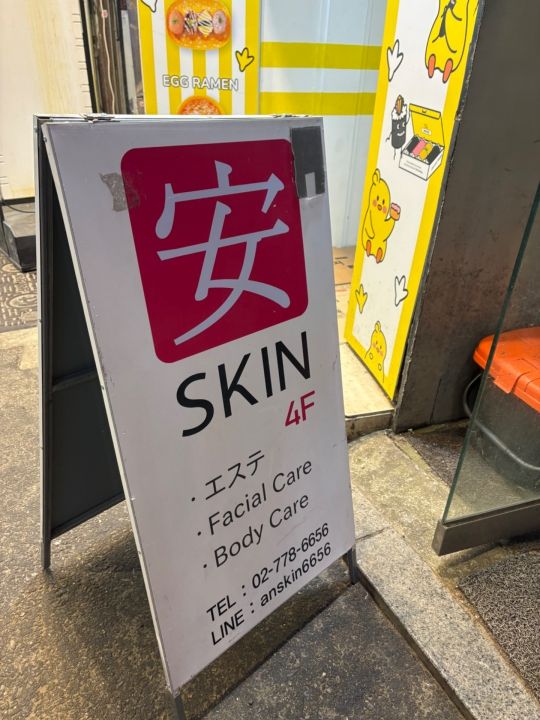 EGG RAMEN
安
SKIN
4F
· エステ
· Facial Care
· Body Care
TEL : 02-778-6656
LINE : anskin6656